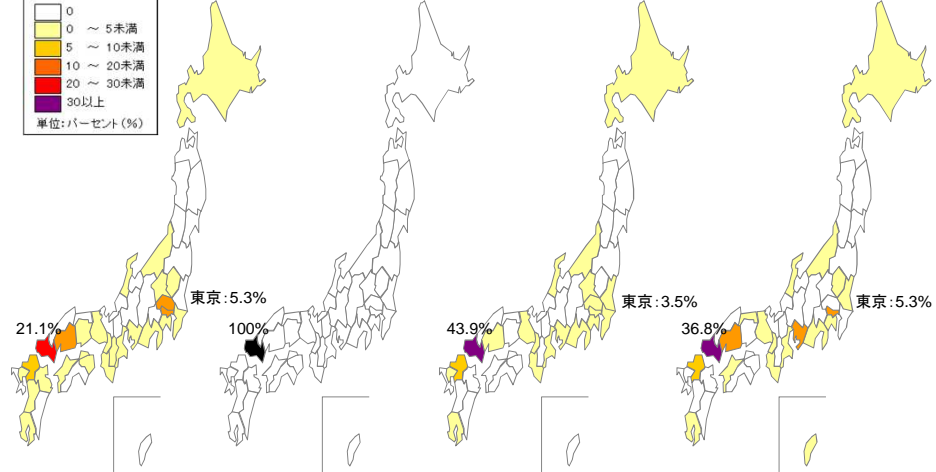 0
0 ～ 5未満
5 ～ 10未満
10 ～ 20未満
20 ～ 30未満
30以上
単位：パーセント(%)
東京：5.3%
21.1%
100%
東京：3.5%
43.9%
東京：5.3%
36.8%